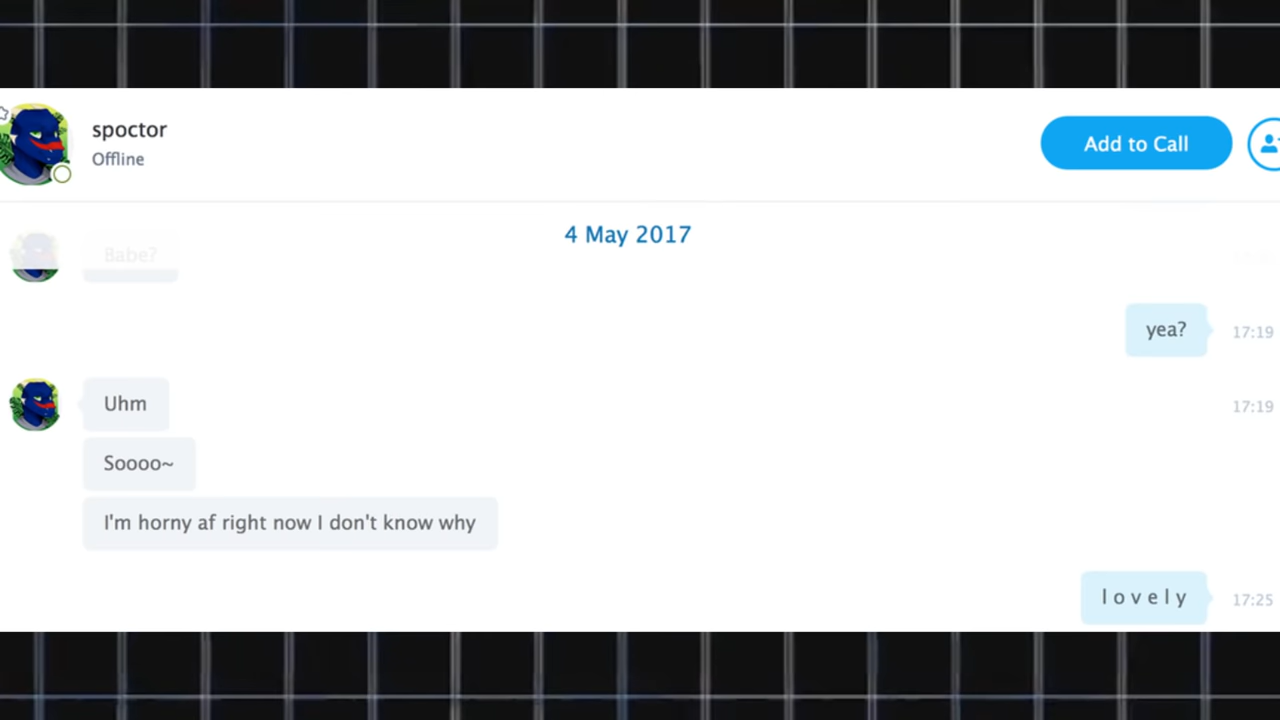 spoctor
Offline
Add to Call
4 May 2017
Babe?
yea?
17:19
Uhm
17:19
Soooo~
I'm horny af right now I don't know why
l o v e l y
17:25